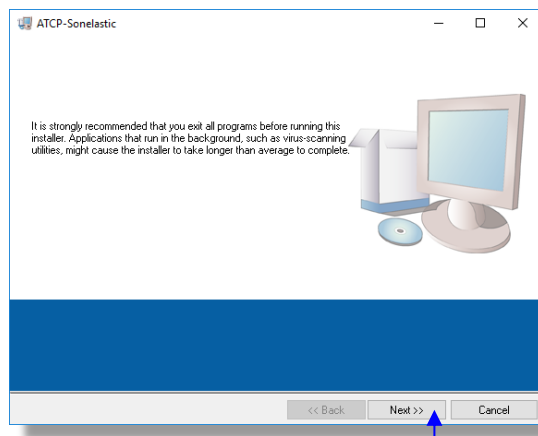 ATCP-Sonelastic
It is strongly recommended that you exit all programs before running this
installer. Applications that run in the background, such as virus-scanning
utilities, might cause the installer to take longer than average to complete.
<< Back Next >> Cancel